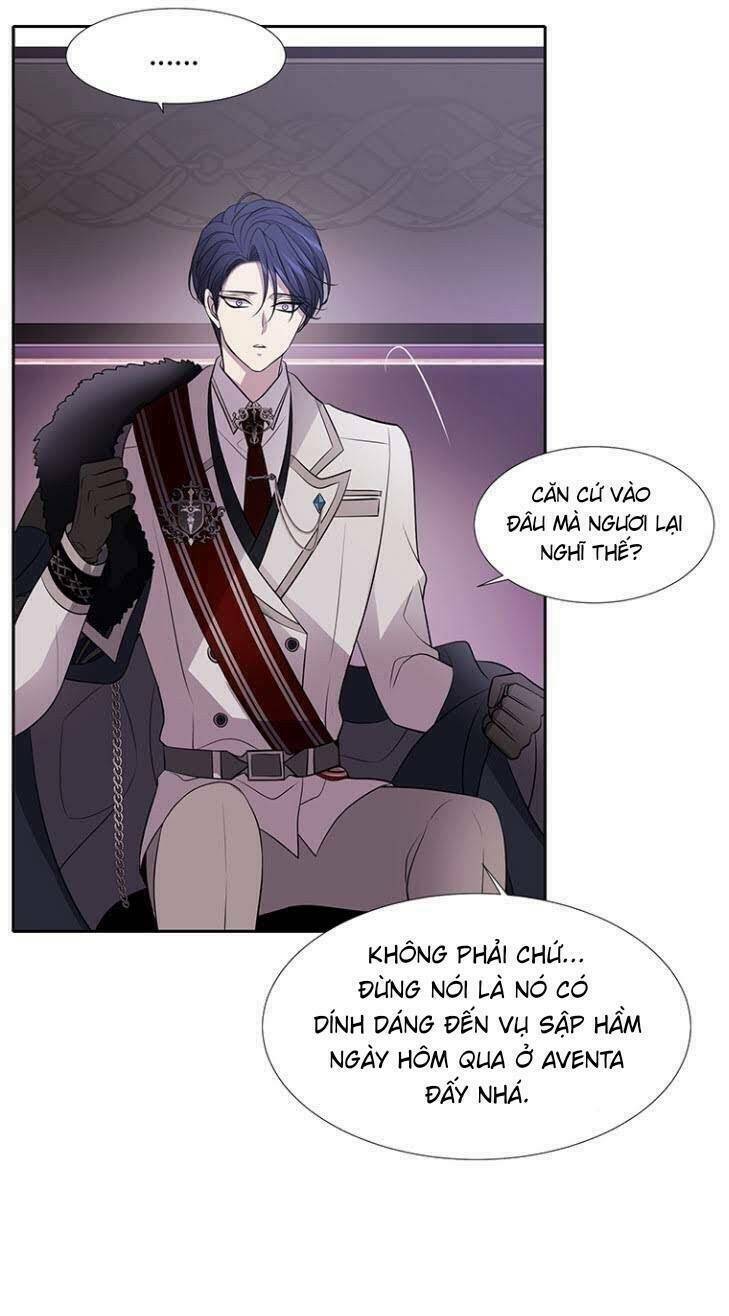 ......
CĂN CỨ VÀO
ĐÂU MÀ NGƯƠI LẠI
NGHĨ THẾ?
KHÔNG PHẢI CHỨ...
ĐỪNG NÓI LÀ NÓ CÓ
DÍNH DÁNG ĐẾN VỤ SẬP HẦM
NGÀY HÔM QUA Ở AVENTA
ĐẤY NHÁ.